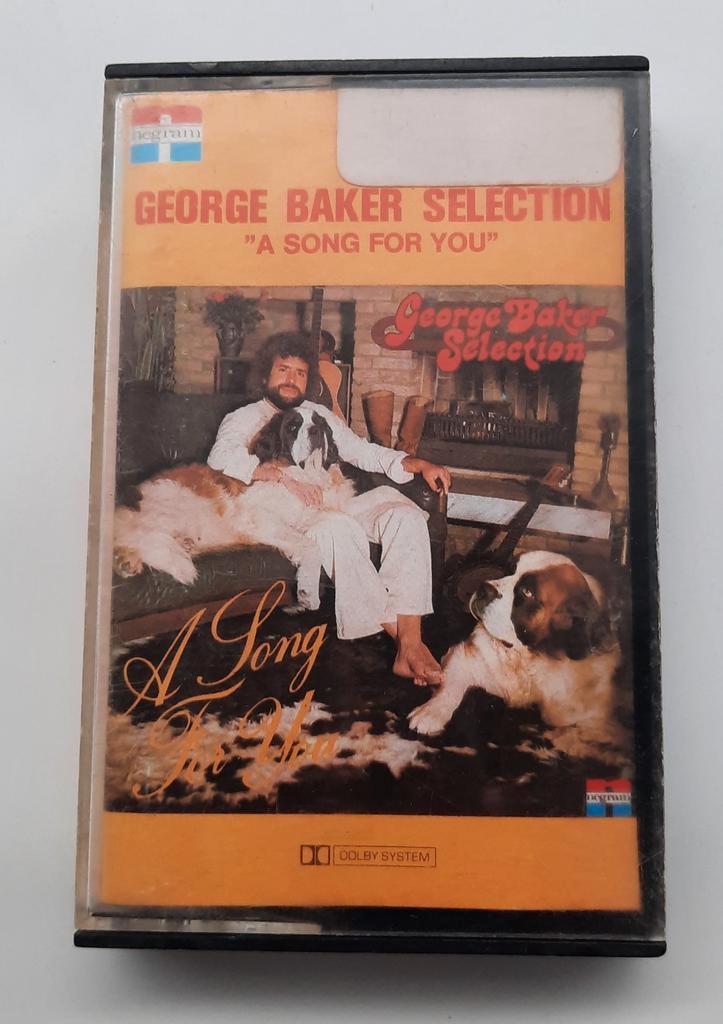 negram
GEORGE BAKER SELECTION
"A SONG FOR YOU"
George Baker
Selection
A Song
For You
negram
DOLBY SYSTEM